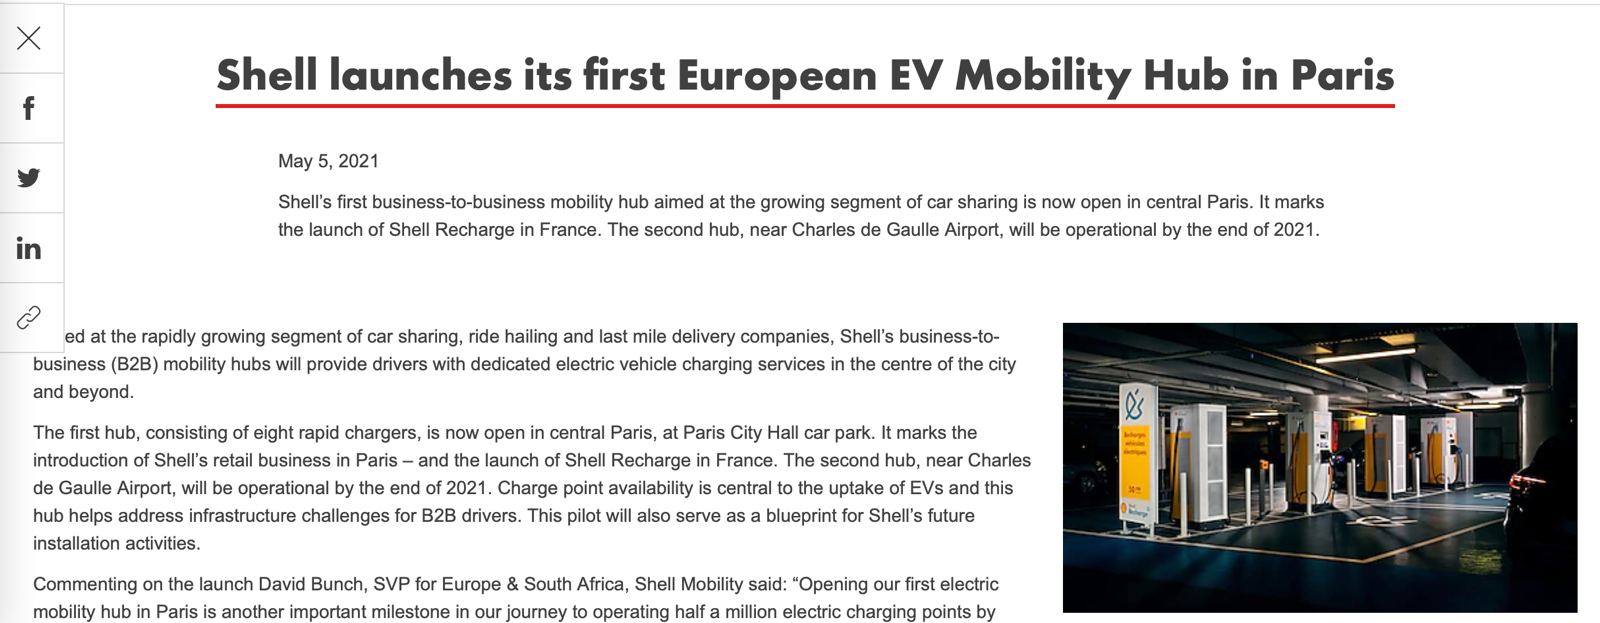 Shell launches its first European EV Mobility Hub in Paris
May 5, 2021
Shell’s first business-to-business mobility hub aimed at the growing segment of car sharing is now open in central Paris. It marks
the launch of Shell Recharge in France. The second hub, near Charles de Gaulle Airport, will be operational by the end of 2021.
ed at the rapidly growing segment of car sharing, ride hailing and last mile delivery companies, Shell’s business-to-
business (B2B) mobility hubs will provide drivers with dedicated electric vehicle charging services in the centre of the city
and beyond.
The first hub, consisting of eight rapid chargers, is now open in central Paris, at Paris City Hall car park. It marks the
introduction of Shell’s retail business in Paris – and the launch of Shell Recharge in France. The second hub, near Charles
de Gaulle Airport, will be operational by the end of 2021. Charge point availability is central to the uptake of EVs and this
hub helps address infrastructure challenges for B2B drivers. This pilot will also serve as a blueprint for Shell’s future
installation activities.
Commenting on the launch David Bunch, SVP for Europe & South Africa, Shell Mobility said: “Opening our first electric
mobility hub in Paris is another important milestone in our journey to operating half a million electric charging points by
Recharges
véhicules
électriques
Shell
Recharge